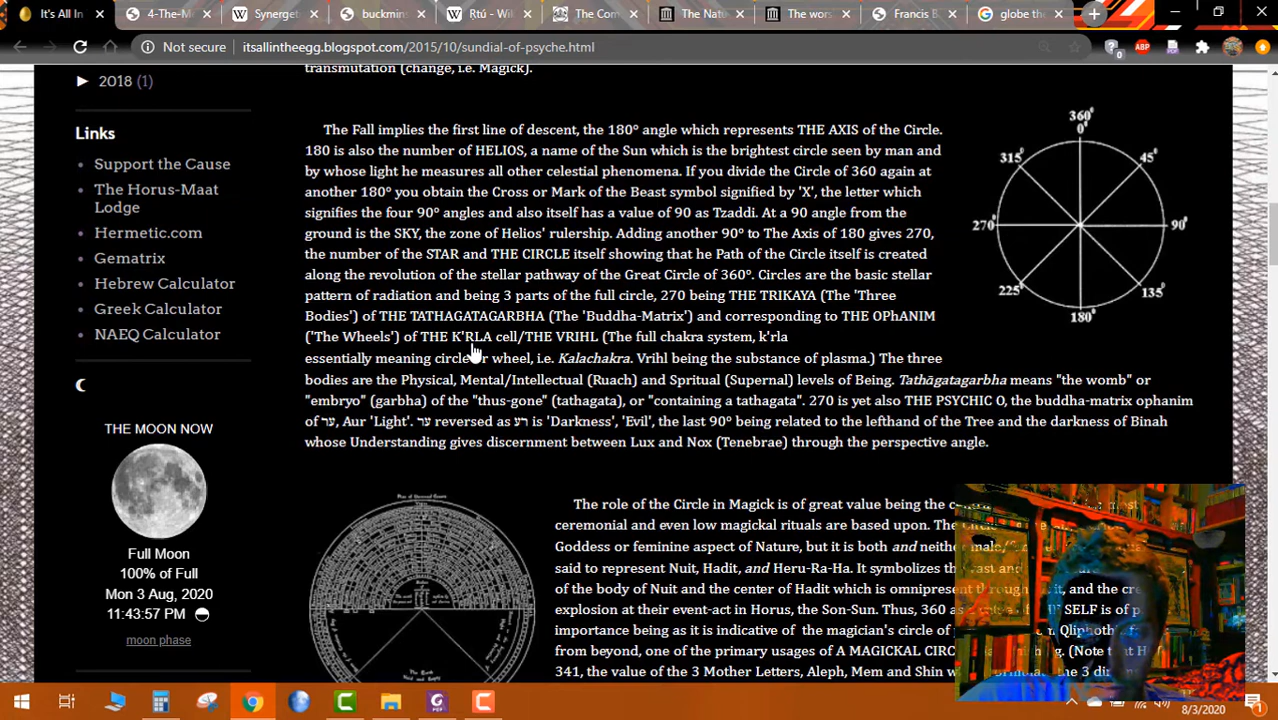 It's All In
4-The-M
Synerget
buckmins
Ṛtú - Wil
The Com
The Natu
The wors
Francis B
globe the
Not secure
itsallintheegg.blogspot.com/2015/10/sundial-of-psyche.html
► 2018 (1)
Links
Support the Cause
The Horus-Maat
Lodge
Hermetic.com
Gematrix
Hebrew Calculator
Greek Calculator
NAEQ Calculator
THE MOON NOW
Full Moon
100% of Full
Mon 3 Aug, 2020
11:43:57 PM
moon phase
transmutation (change, i.e. Magick).
The Fall implies the first line of descent, the 180° angle which represents THE AXIS of the Circle.
180 is also the number of HELIOS, a name of the Sun which is the brightest circle seen by man and
by whose light he measures all other celestial phenomena. If you divide the Circle of 360 again at
another 180° you obtain the Cross or Mark of the Beast symbol signified by 'X', the letter which
signifies the four 90° angles and also itself has a value of 90 as Tzaddi. At a 90 angle from the
ground is the SKY, the zone of Helios' rulership. Adding another 90° to The Axis of 180 gives 270,
the number of the STAR and THE CIRCLE itself showing that he Path of the Circle itself is created
along the revolution of the stellar pathway of the Great Circle of 360°. Circles are the basic stellar
pattern of radiation and being 3 parts of the full circle, 270 being THE TRIKAYA (The 'Three
Bodies') of THE TATHAGATAGARBHA (The 'Buddha-Matrix') and corresponding to THE OPhANIM
('The Wheels') of THE K'RLA cell/THE VRIHL (The full chakra system, k'rla
essentially meaning circle or wheel, i.e. Kalachakra. Vrihl being the substance of plasma.) The three
bodies are the Physical, Mental/Intellectual (Ruach) and Spritual (Supernal) levels of Being. Tathāgatagarbha means "the womb" or
"embryo" (garbha) of the "thus-gone" (tathagata), or "containing a tathagata". 270 is yet also THE PSYCHIC O, the buddha-matrix ophanim
of ער, Aur 'Light'. ער reversed as רע is 'Darkness', 'Evil', the last 90° being related to the lefthand of the Tree and the darkness of Binah
whose Understanding gives discernment between Lux and Nox (Tenebrae) through the perspective angle.
360°
0°
315°
45°
270°
90°
225°
135°
180°
The role of the Circle in Magick is of great value being the
ceremonial and even low magickal rituals are based upon. The
Goddess or feminine aspect of Nature, but it is both and neither
said to represent Nuit, Hadit, and Heru-Ra-Ha. It symbolizes the
of the body of Nuit and the center of Hadit which is omnipresent
explosion at their event-act in Horus, the Son-Sun. Thus, 360 as
importance being as it is indicative of the magician's circle of
from beyond, one of the primary usages of A MAGICKAL CIRC
341, the value of the 3 Mother Letters, Aleph, Mem and Shin
8/3/2020